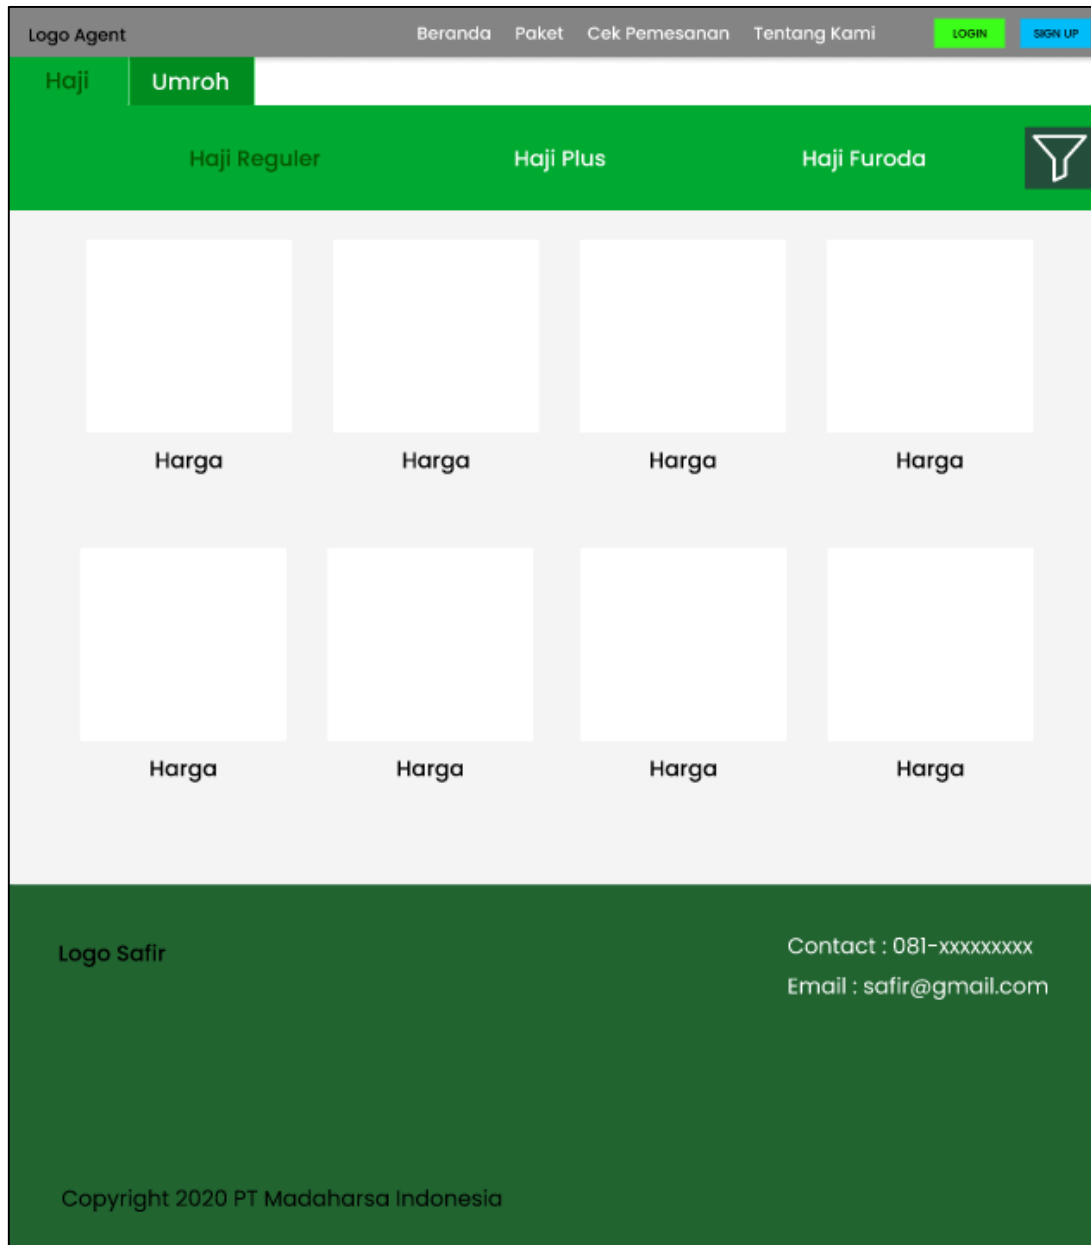 Logo Agent Beranda Paket Cek Pemesanan Tentang Kami LOGIN SIGN UP
Haji Umroh
Haji Reguler Haji Plus Haji Furoda
Harga Harga Harga Harga
Harga Harga Harga Harga
Logo Safir
Contact : 081-xxxxxxxxx
Email : safir@gmail.com
Copyright 2020 PT Madaharsa Indonesia